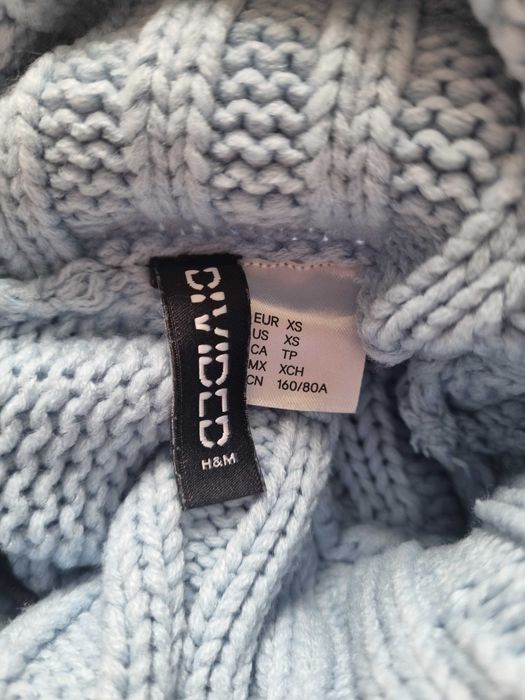 DIVIDED
H&M
EUR XS
US XS
CA TP
MX XCH
CN 160/80A